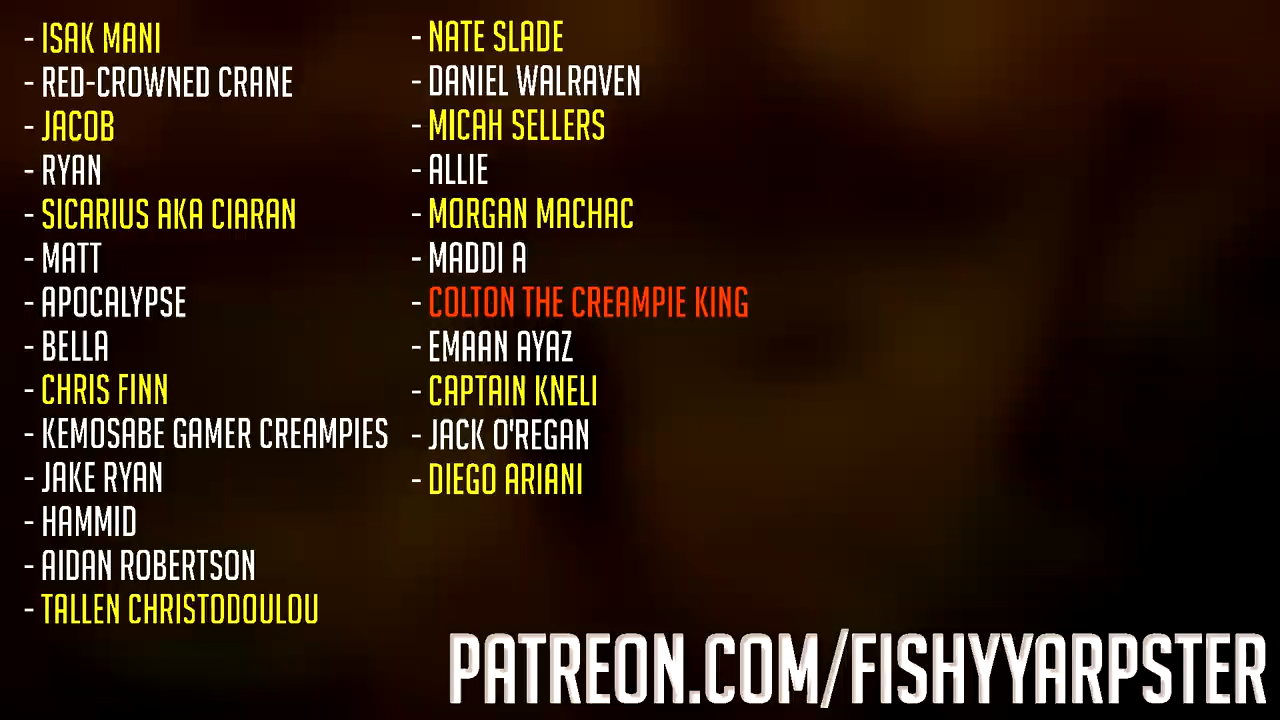 - ISAK MANI
- RED-CROWNED CRANE
- JACOB
- RYAN
- SICARIUS AKA CIARAN
- MATT
- APOCALYPSE
- BELLA
- CHRIS FINN
- KEMOSABE GAMER CREAMPIES
- JAKE RYAN
- HAMMID
- AIDAN ROBERTSON
- TALLEN CHRISTODOULOU
- NATE SLADE
- DANIEL WALRAVEN
- MICAH SELLERS
- ALLIE
- MORGAN MACHAC
- MADDI A
- COLTON THE CREAMPIE KING
- EMAAN AYAZ
- CAPTAIN KNELI
- JACK O'REGAN
- DIEGO ARIANI
PATREON.COM/FISHYYARPSTER